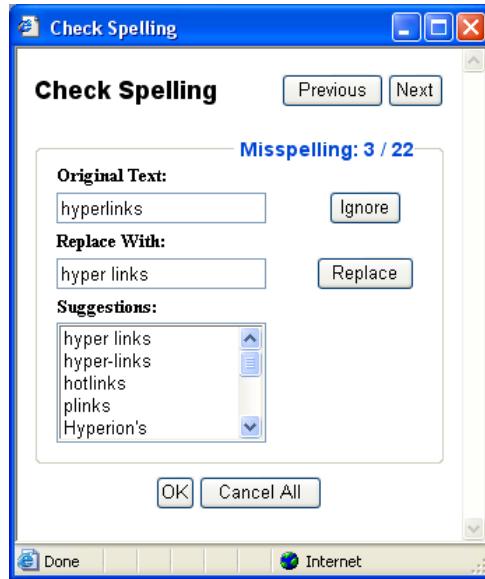 Check Spelling
Check Spelling
Previous
Next
Misspelling: 3 / 22
Original Text:
hyperlinks
Ignore
Replace With:
hyper links
Replace
Suggestions:
hyper links
hyper-links
hotlinks
plinks
Hyperion's
OK
Cancel All
Done
Internet